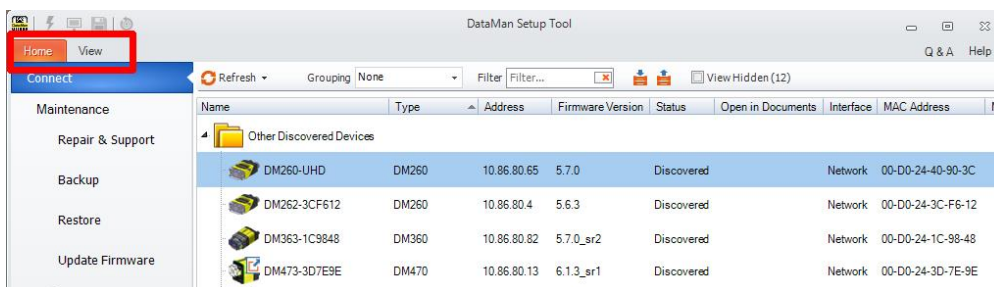 DataMan Setup Tool
Home View Q & A Help
Connect Refresh Grouping None Filter Filter... View Hidden (12)
Maintenance
Repair & Support
Backup
Restore
Update Firmware
Name Type Address Firmware Version Status Open in Documents Interface MAC Address
Other Discovered Devices
DM260-UHD DM260 10.86.80.65 5.7.0 Discovered Network 00-D0-24-40-90-3C
DM262-3CF612 DM260 10.86.80.4 5.6.3 Discovered Network 00-D0-24-3C-F6-12
DM363-1C9848 DM360 10.86.80.82 5.7.0_sr2 Discovered Network 00-D0-24-1C-98-48
DM473-3D7E9E DM470 10.86.80.13 6.1.3_sr1 Discovered Network 00-D0-24-3D-7E-9E